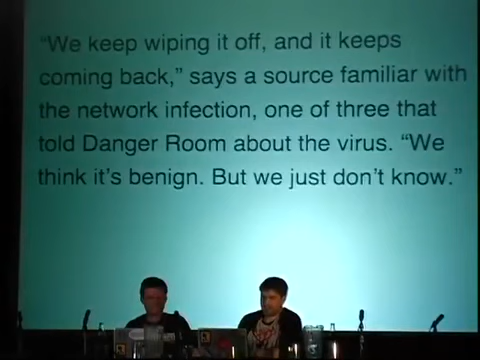 “We keep wiping it off, and it keeps
coming back,” says a source familiar with
the network infection, one of three that
told Danger Room about the virus. “We
think it’s benign. But we just don’t know.”